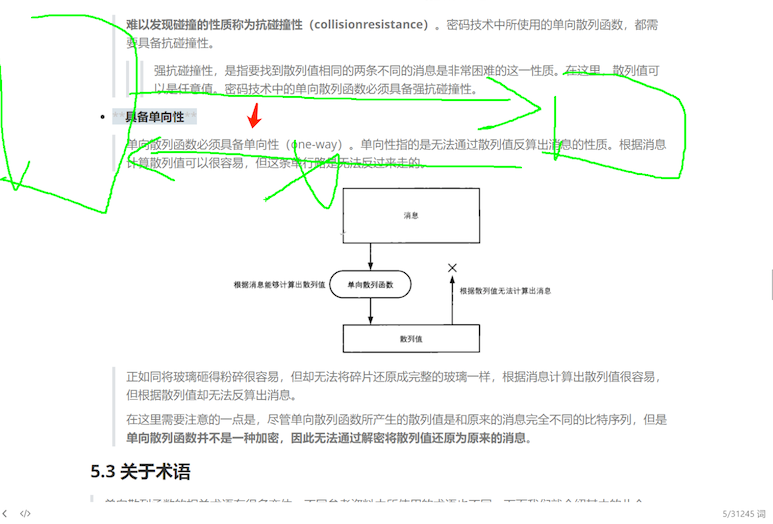 难以发现碰撞的性质称为抗碰撞性（collisionresistance）。密码技术中所使用的单向散列函数，都需
要具备抗碰撞性。
强抗碰撞性，是指要找到散列值相同的两条不同的消息是非常困难的这一性质。在这里，散列值可
以是任意值。密码技术中的单向散列函数必须具备强抗碰撞性。
**具备单向性**
单向散列函数必须具备单向性（one-way）。单向性指的是无法通过散列值反算出消息的性质。根据消息
计算散列值可以很容易，但这条单行路是无法反过来走的。
消息
根据消息能够计算出散列值
单向散列函数
根据散列值无法计算出消息
散列值
正如同将玻璃砸得粉碎很容易，但却无法将碎片还原成完整的玻璃一样，根据消息计算出散列值很容易，
但根据散列值却无法反算出消息。
在这里需要注意的一点是，尽管单向散列函数所产生的散列值是和原来的消息完全不同的比特序列，但是
单向散列函数并不是一种加密，因此无法通过解密将散列值还原为原来的消息。
5.3 关于术语
5/31245 词